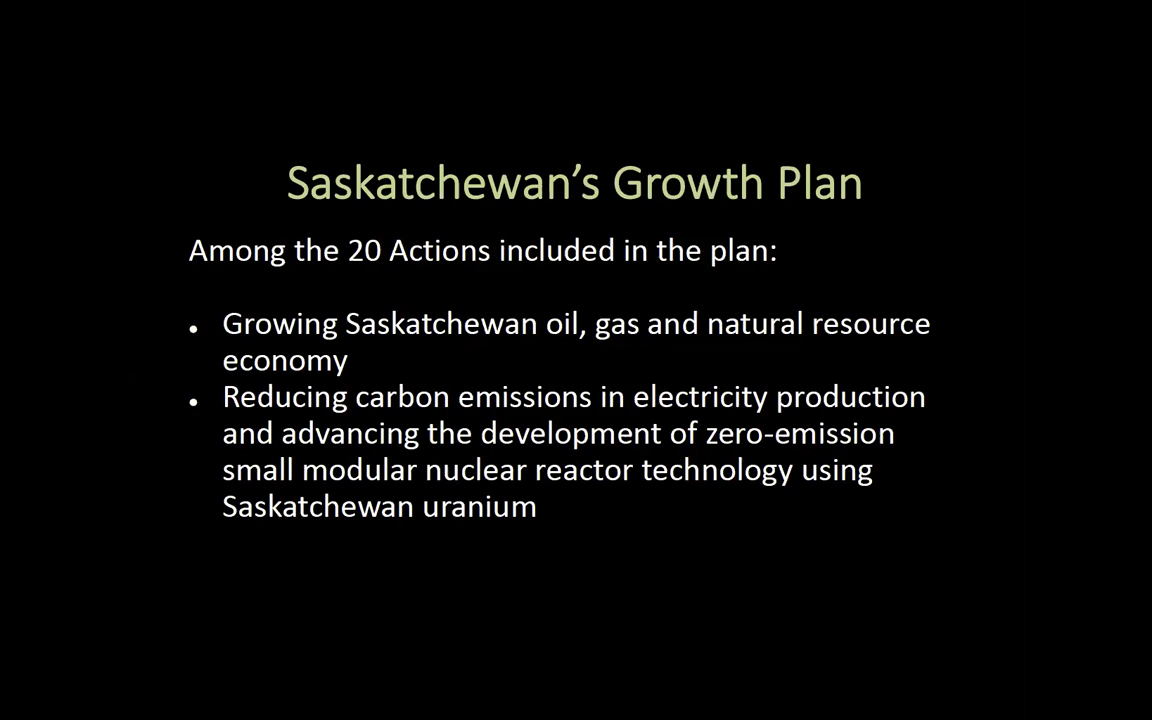 Saskatchewan’s Growth Plan
Among the 20 Actions included in the plan:
• Growing Saskatchewan oil, gas and natural resource
economy
• Reducing carbon emissions in electricity production
and advancing the development of zero-emission
small modular nuclear reactor technology using
Saskatchewan uranium